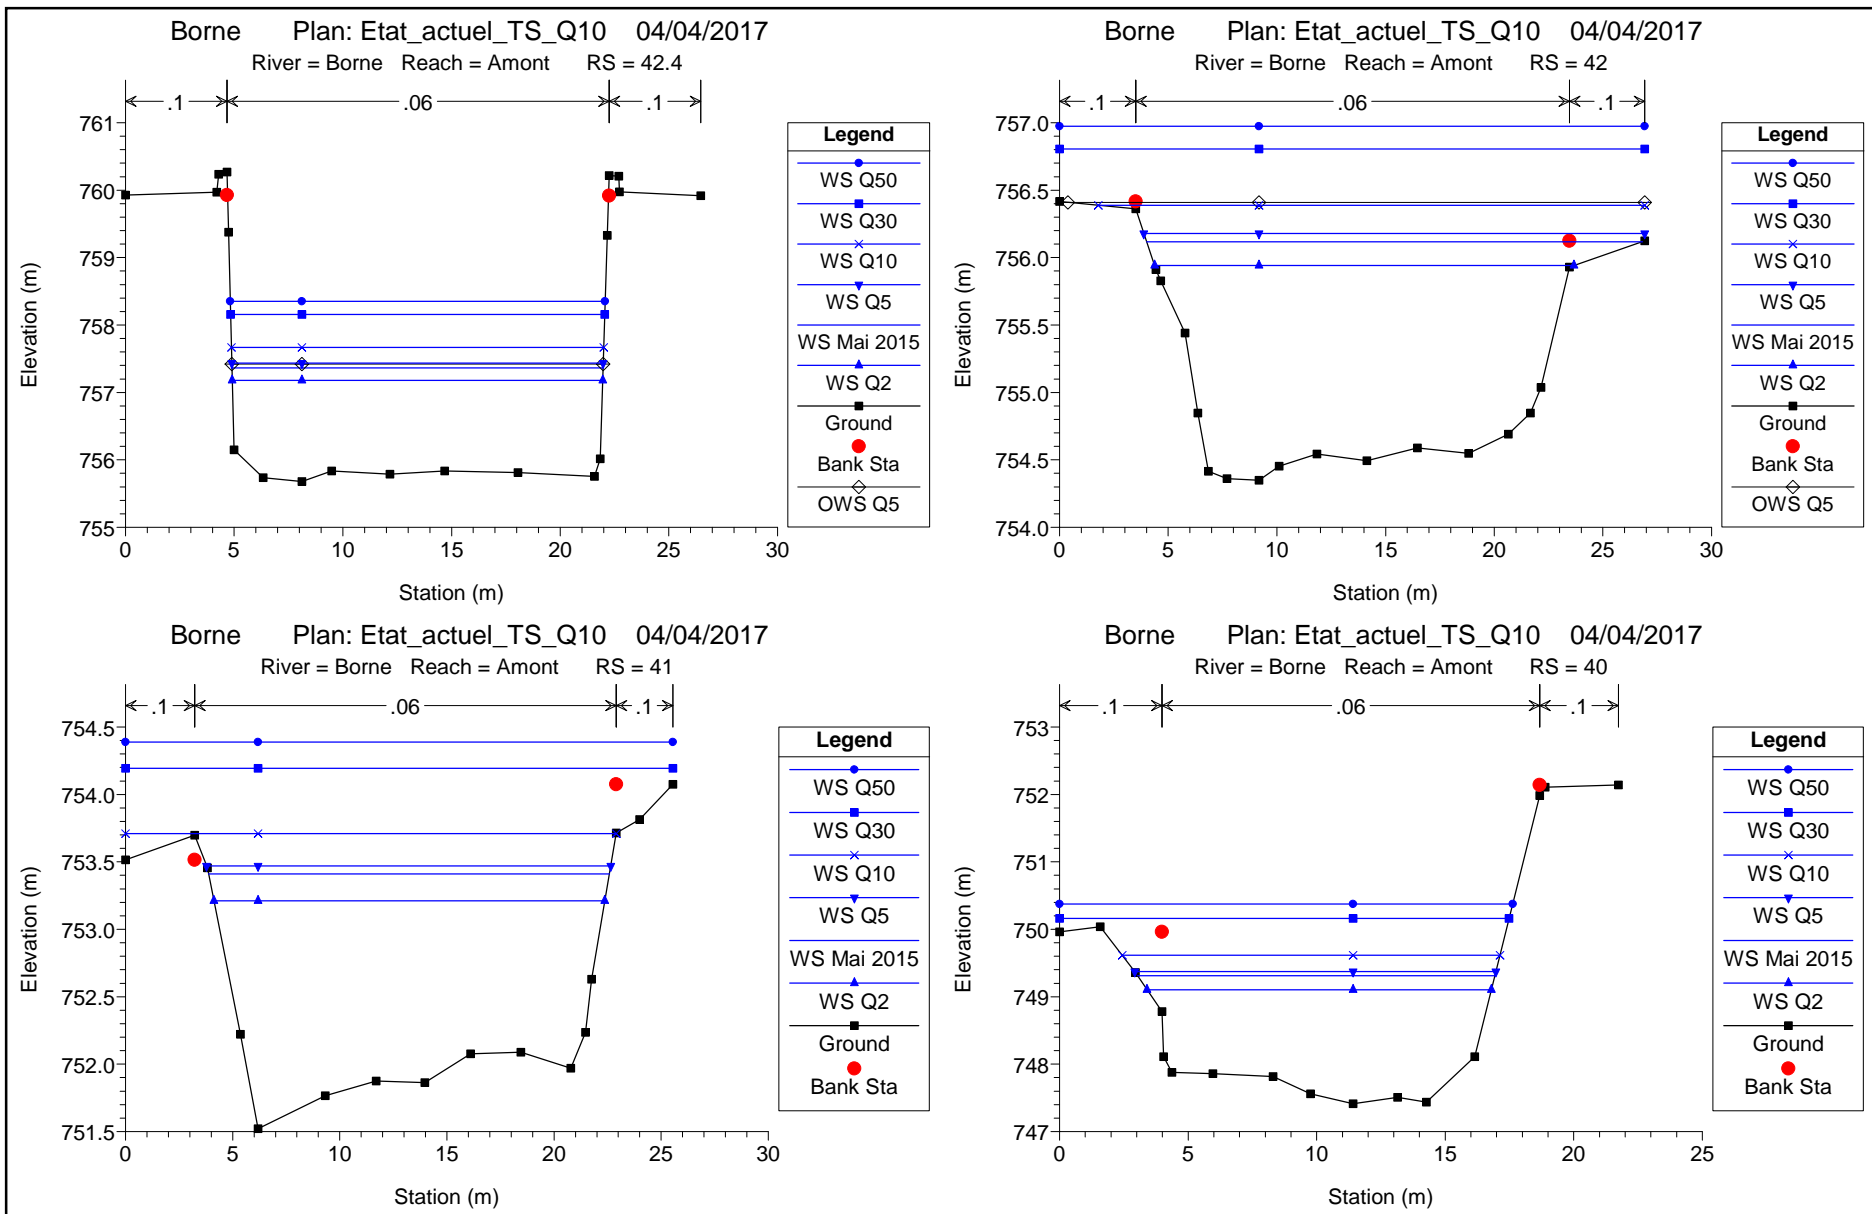 Borne Plan: Etat_actuel_TS_Q10 04/04/2017
River = Borne Reach = Amont RS = 42.4
.1 .06 .1
761
760
759
758
757
756
755
0 5 10 15 20 25 30
Elevation (m)
Station (m)
Legend
WS Q50
WS Q30
WS Q10
WS Q5
WS Mai 2015
WS Q2
Ground
Bank Sta
OWS Q5
Borne Plan: Etat_actuel_TS_Q10 04/04/2017
River = Borne Reach = Amont RS = 42
.1 .06 .1
757.0
756.5
756.0
755.5
755.0
754.5
754.0
0 5 10 15 20 25 30
Elevation (m)
Station (m)
Legend
WS Q50
WS Q30
WS Q10
WS Q5
WS Mai 2015
WS Q2
Ground
Bank Sta
OWS Q5
Borne Plan: Etat_actuel_TS_Q10 04/04/2017
River = Borne Reach = Amont RS = 41
.1 .06 .1
754.5
754.0
753.5
753.0
752.5
752.0
751.5
0 5 10 15 20 25 30
Elevation (m)
Station (m)
Legend
WS Q50
WS Q30
WS Q10
WS Q5
WS Mai 2015
WS Q2
Ground
Bank Sta
Borne Plan: Etat_actuel_TS_Q10 04/04/2017
River = Borne Reach = Amont RS = 40
.1 .06 .1
753
752
751
750
749
748
747
0 5 10 15 20 25
Elevation (m)
Station (m)
Legend
WS Q50
WS Q30
WS Q10
WS Q5
WS Mai 2015
WS Q2
Ground
Bank Sta